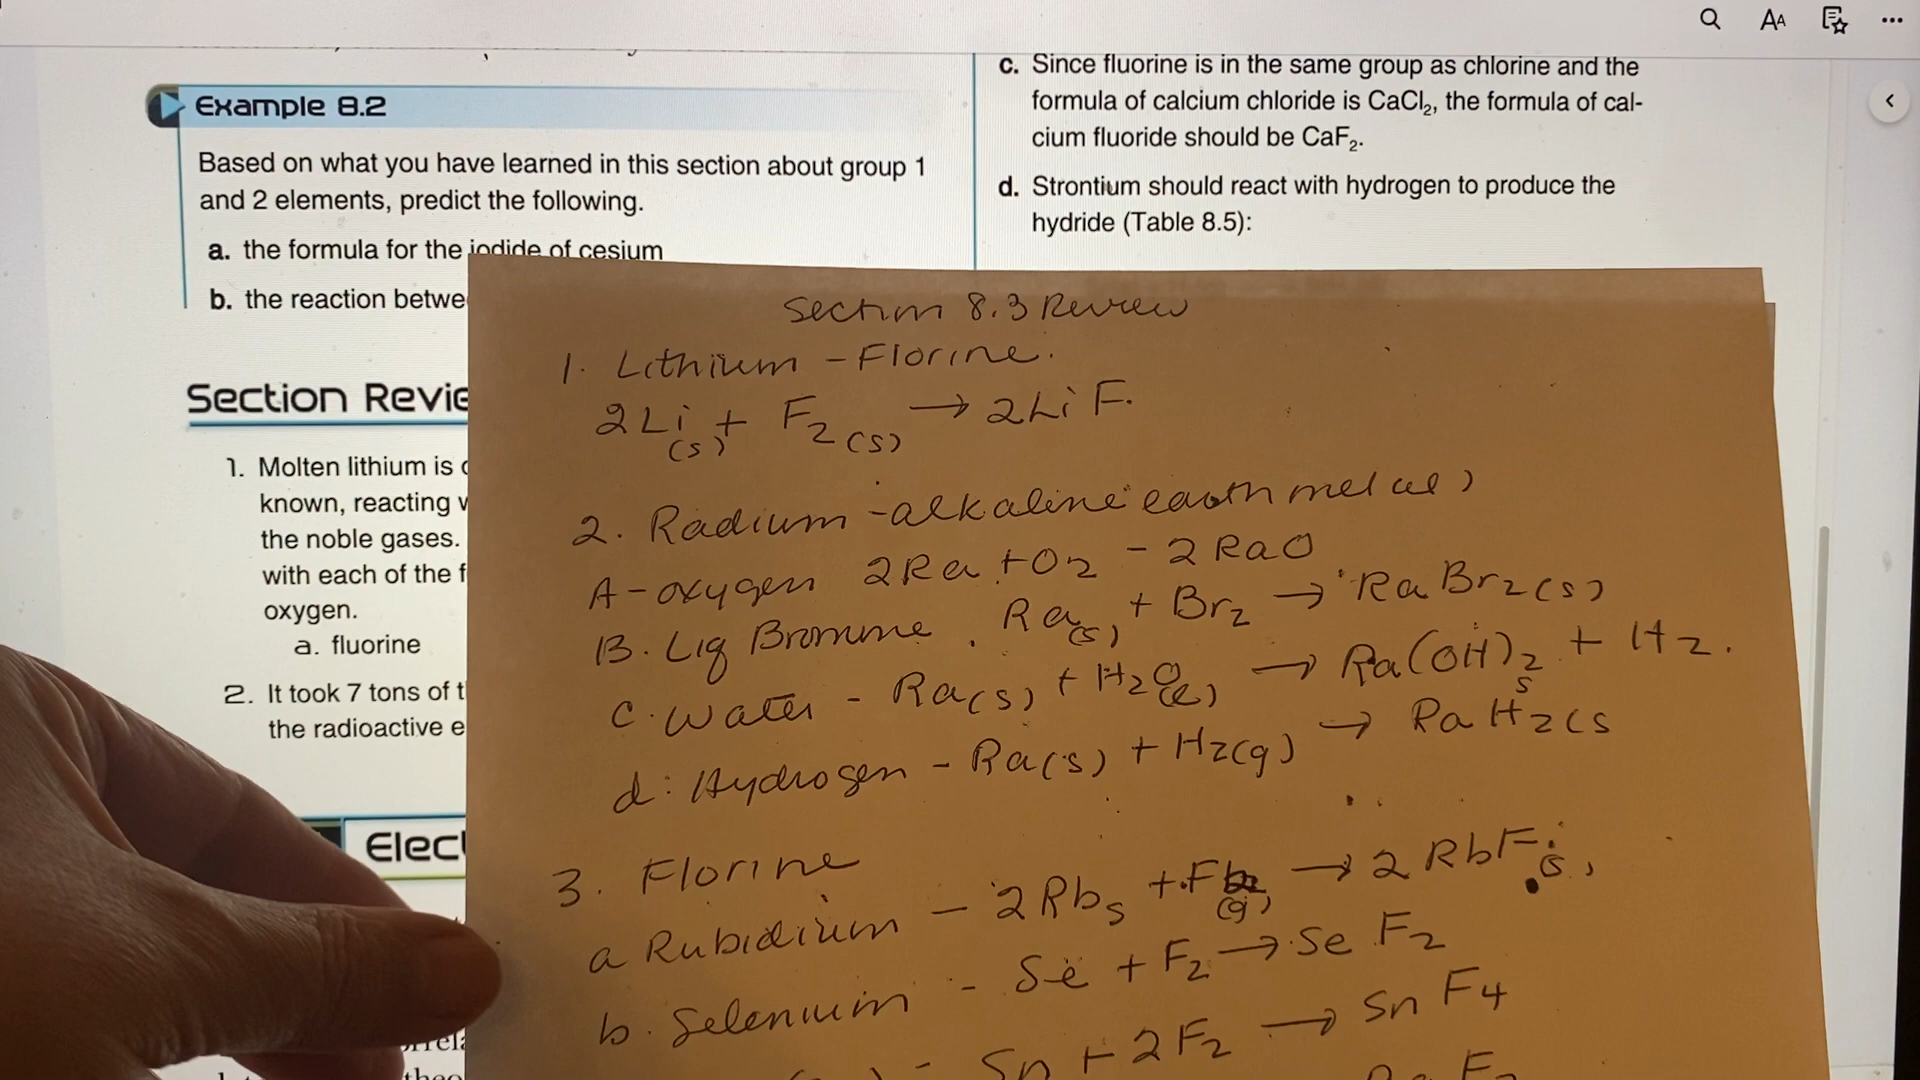 Example 8.2
Based on what you have learned in this section about group 1
and 2 elements, predict the following.
a. the formula for the iodide of cesium
b. the reaction betwe
Section Revie
1. Molten lithium is
known, reacting
the noble gases.
with each of the f
oxygen.
a. fluorine
2. It took 7 tons of t
the radioactive e
Elect
c. Since fluorine is in the same group as chlorine and the
formula of calcium chloride is CaCl₂, the formula of cal-
cium fluoride should be CaF₂.
d. Strontium should react with hydrogen to produce the
hydride (Table 8.5):
Section 8.3 Review
1. Lithium - Florine.
2Li(s) + F₂(s) → 2LiF.
2. Radium - alkaline earth metal)
A - oxygen 2Ra + O₂ - 2RaO
B. Liq Bromine. Ra(s) + Br₂ → RaBr₂(s)
C. Water - Ra(s) + H₂O(l) → Ra(OH)₂ s + H₂.
d: Hydrogen - Ra(s) + H₂(g) → RaH₂(s
3. Florine
a Rubidium - 2Rbs + F₂(g) → 2RbF(s),
b. Selenium - Se + F₂ → SeF₂
- Sn + 2F₂ → SnF₄